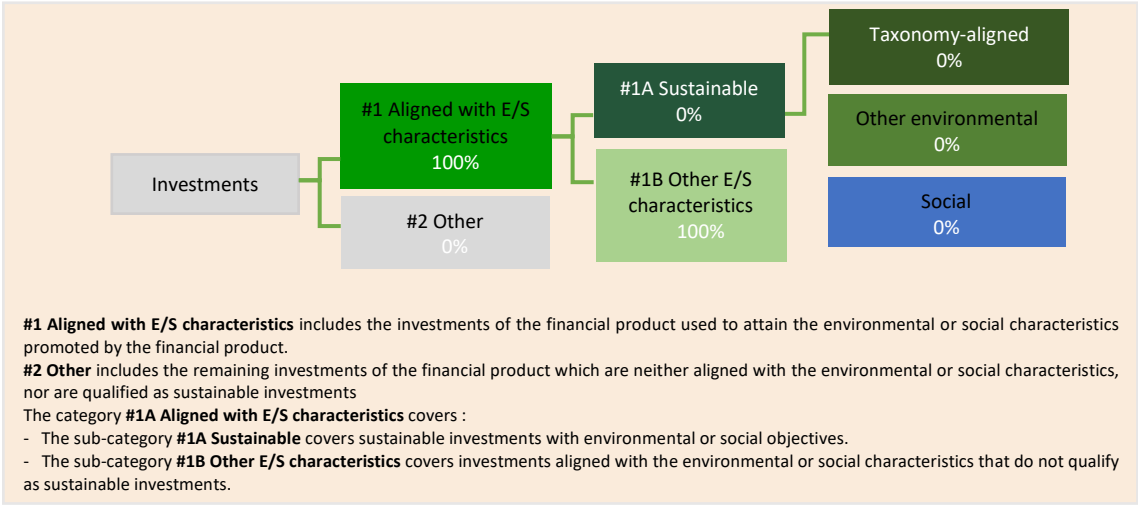 Investments
#1 Aligned with E/S
characteristics
100%
#2 Other
0%
#1A Sustainable
0%
#1B Other E/S
characteristics
100%
Taxonomy-aligned
0%
Other environmental
0%
Social
0%
#1 Aligned with E/S characteristics includes the investments of the financial product used to attain the environmental or social characteristics
promoted by the financial product.
#2 Other includes the remaining investments of the financial product which are neither aligned with the environmental or social characteristics,
nor are qualified as sustainable investments
The category #1A Aligned with E/S characteristics covers :
- The sub-category #1A Sustainable covers sustainable investments with environmental or social objectives.
- The sub-category #1B Other E/S characteristics covers investments aligned with the environmental or social characteristics that do not qualify
as sustainable investments.